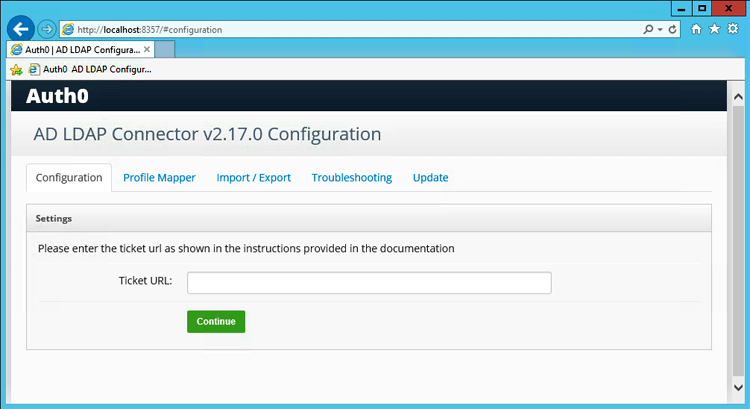 http://localhost:8357/#configuration
Auth0 | AD LDAP Configura...
Auth0 AD LDAP Configur...
Auth0
AD LDAP Connector v2.17.0 Configuration
Configuration Profile Mapper Import / Export Troubleshooting Update
Settings
Please enter the ticket url as shown in the instructions provided in the documentation
Ticket URL:
Continue